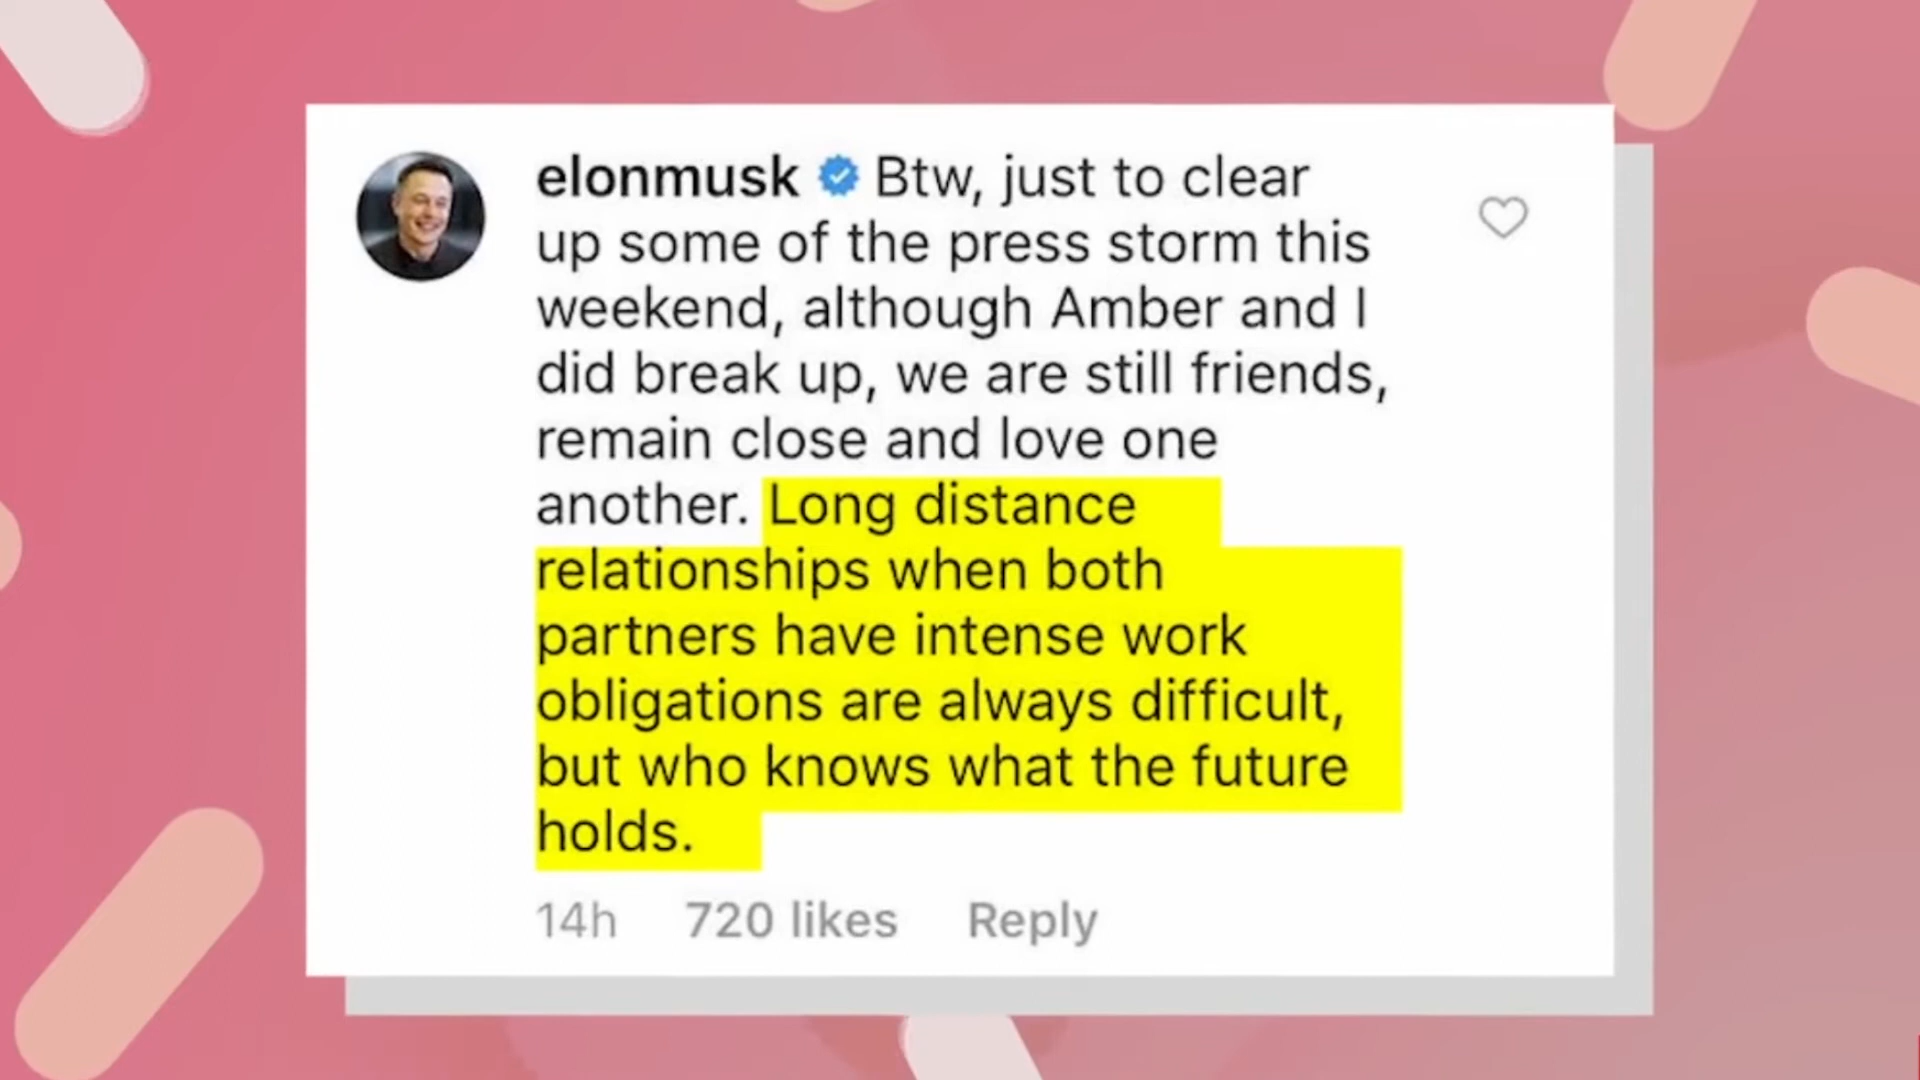 elonmusk Btw, just to clear
up some of the press storm this
weekend, although Amber and I
did break up, we are still friends,
remain close and love one
another. Long distance
relationships when both
partners have intense work
obligations are always difficult,
but who knows what the future
holds.
14h 720 likes Reply